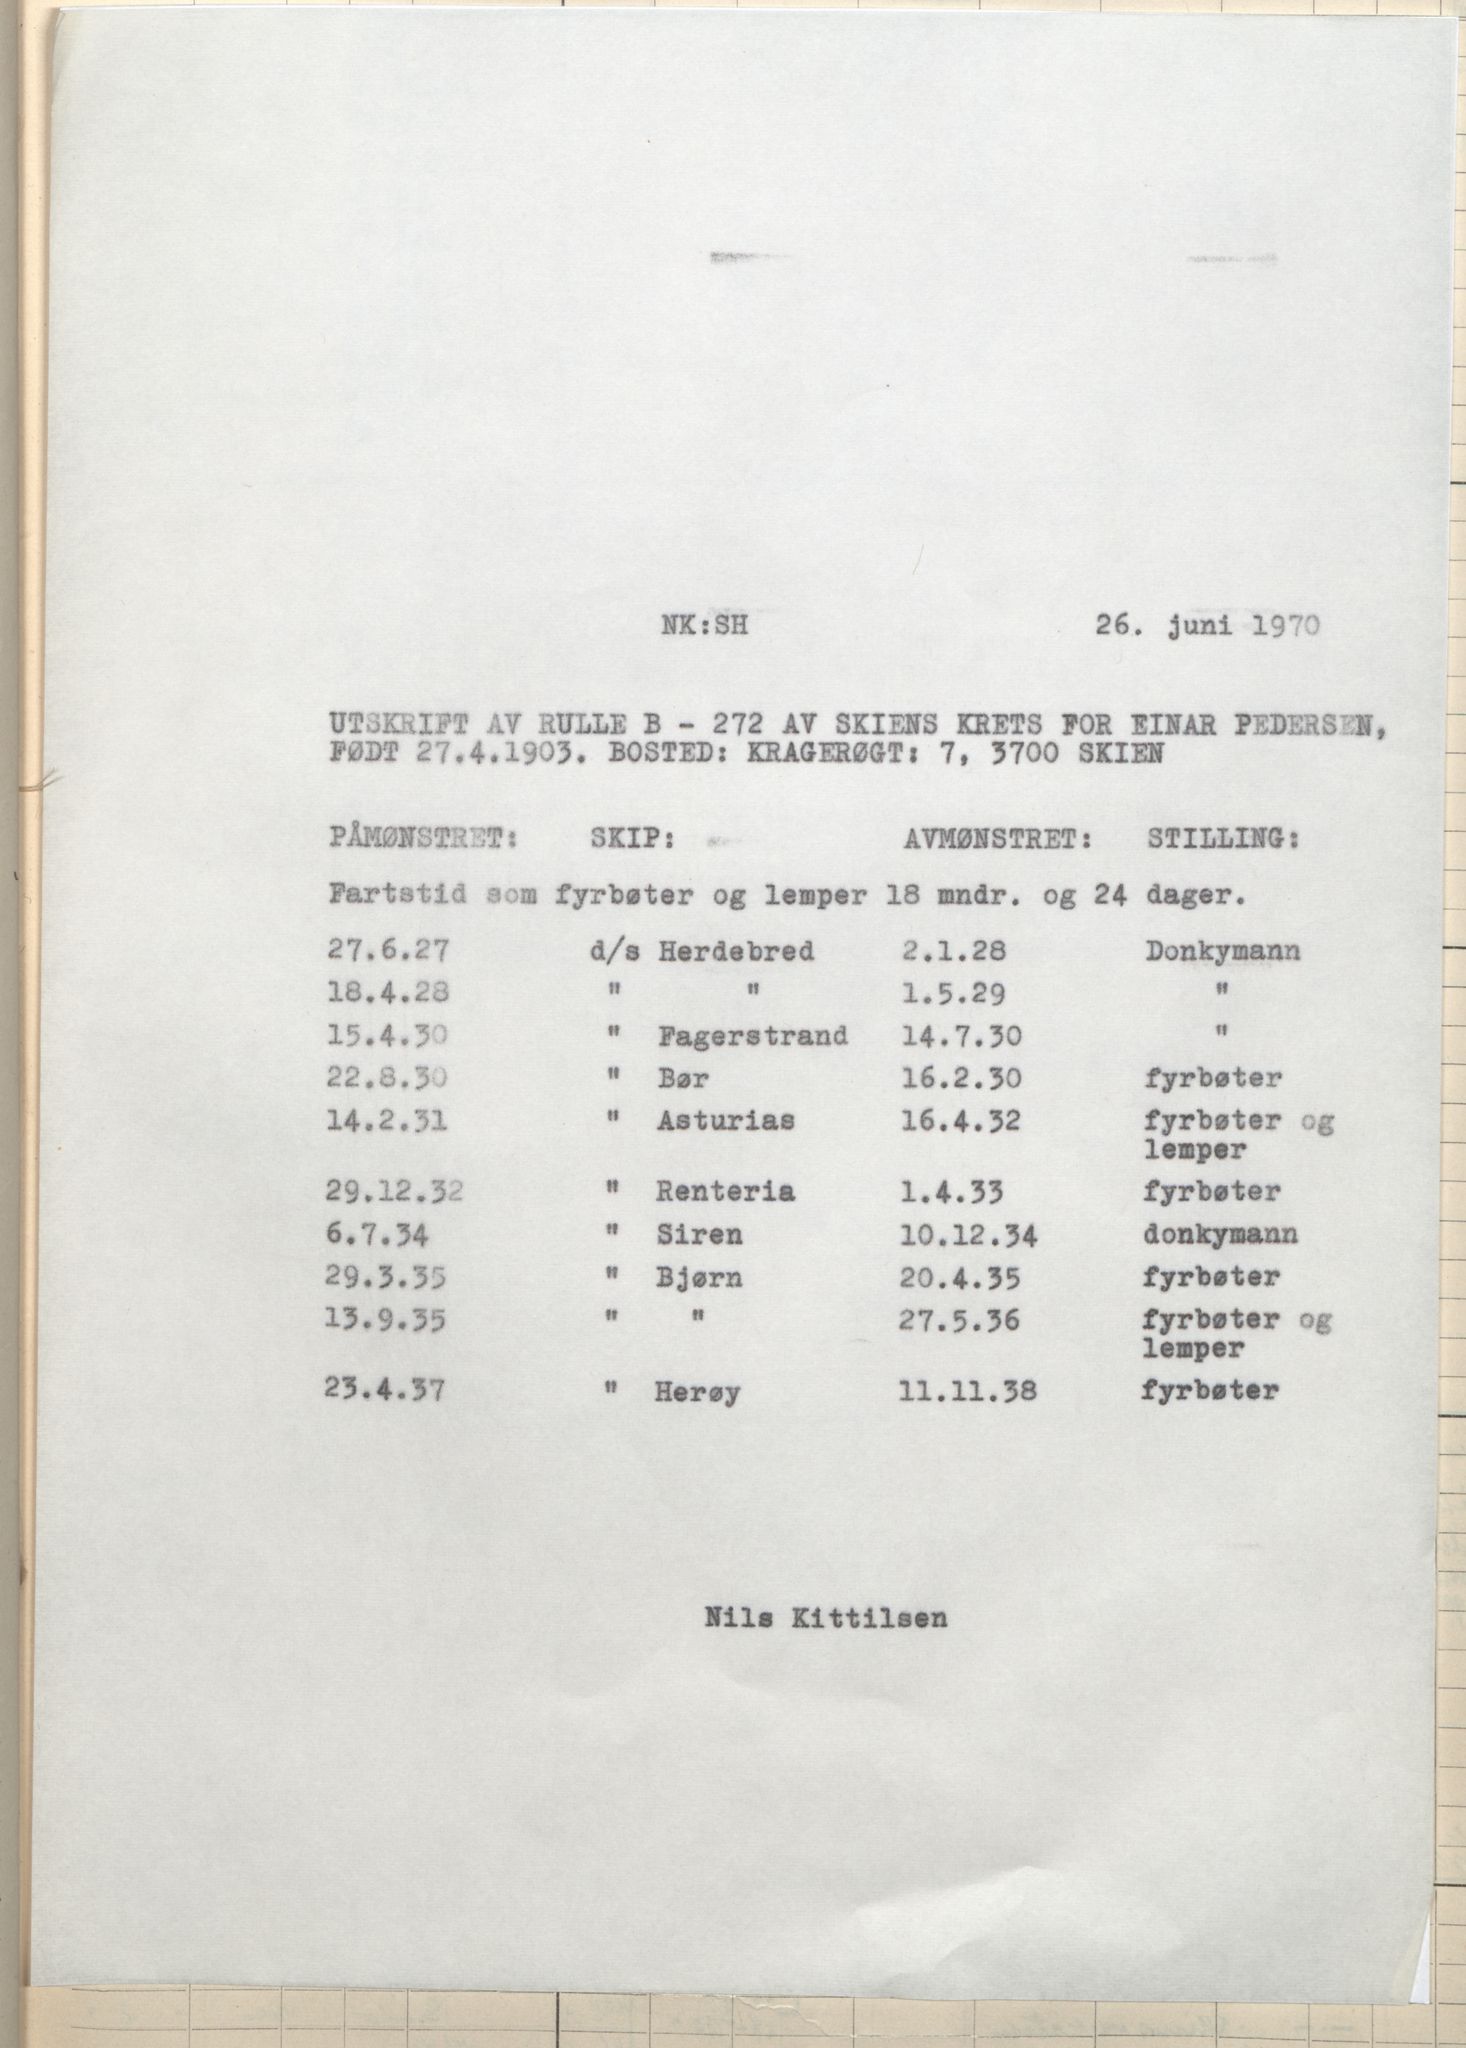 NK:SH 26. juni 1970
UTSKRIFT AV RULLE B - 272 AV SKIENS KRETS FOR EINAR PEDERSEN,
FØDT 27.4.1903. BOSTED: KRAGERØGT: 7, 3700 SKIEN
PÅMØNSTRET: SKIP: AVMØNSTRET: STILLING:
Fartstid som fyrbøter og lemper 18 mndr. og 24 dager.
27.6.27 d/s Herdebred 2.1.28 Donkymann
18.4.28 " " 1.5.29 "
15.4.30 " Fagerstrand 14.7.30 "
22.8.30 " Bør 16.2.30 fyrbøter
14.2.31 " Asturias 16.4.32 fyrbøter og
lemper
29.12.32 " Renteria 1.4.33 fyrbøter
6.7.34 " Siren 10.12.34 donkymann
29.3.35 " Bjørn 20.4.35 fyrbøter
13.9.35 " " 27.5.36 fyrbøter og
lemper
23.4.37 " Herøy 11.11.38 fyrbøter
Nils Kittilsen